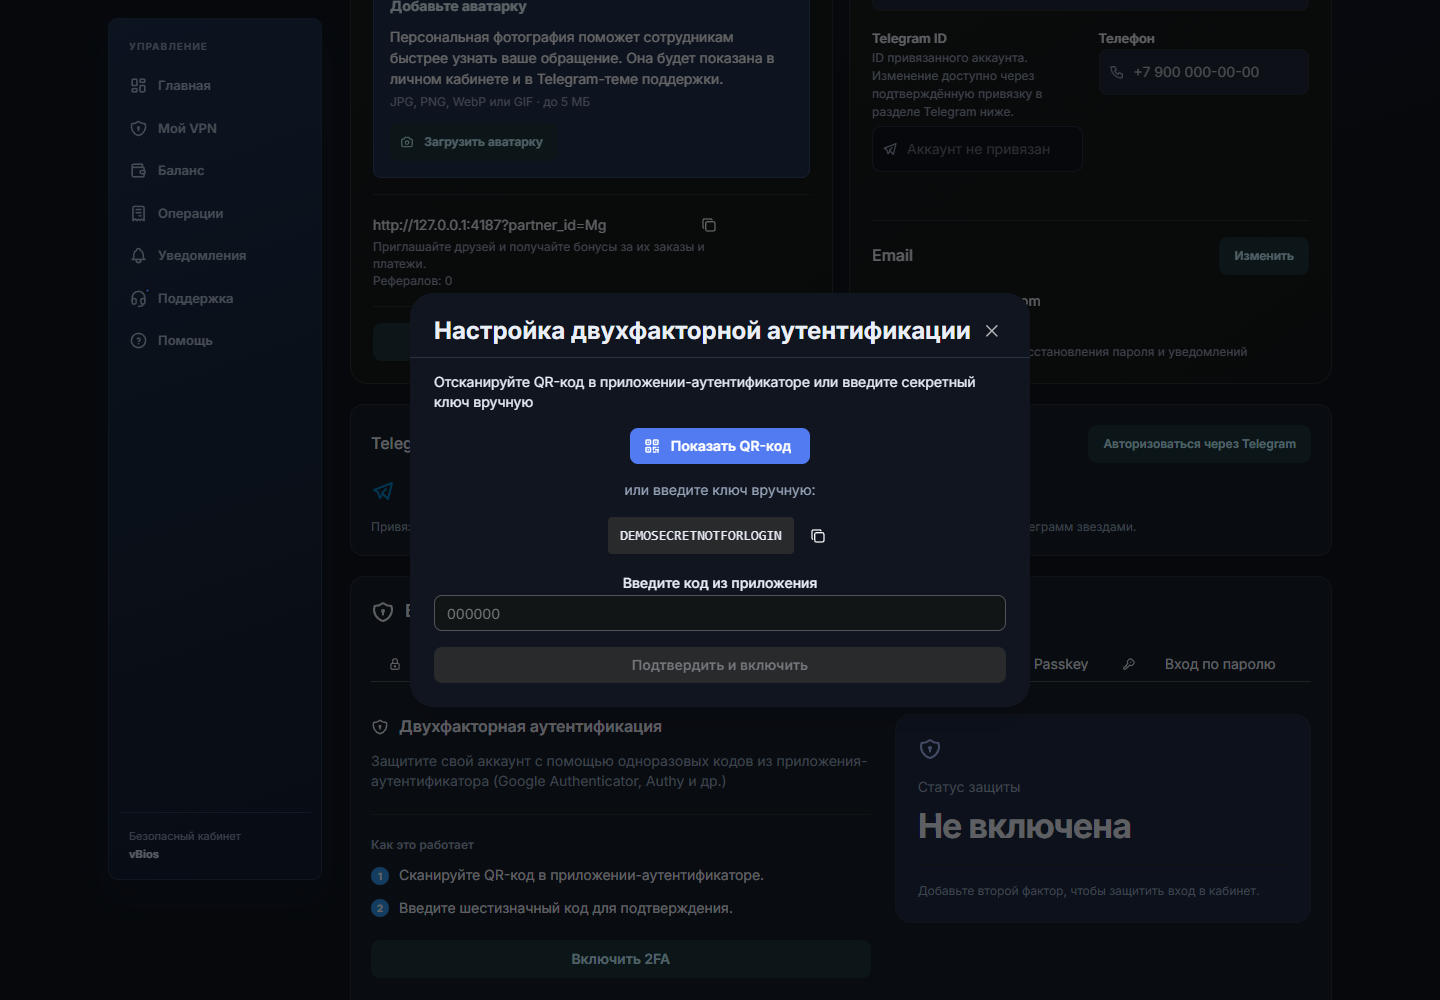 УПРАВЛЕНИЕ
Главная
Мой VPN
Баланс
Операции
Уведомления
Поддержка
Помощь
Безопасный кабинет
vBios
Добавьте аватарку
Персональная фотография поможет сотрудникам
быстрее узнать ваше обращение. Она будет показана в
личном кабинете и в Telegram-теме поддержки.
JPG, PNG, WebP или GIF · до 5 МБ
Загрузить аватарку
http://127.0.0.1:4187?partner_id=Mg
Приглашайте друзей и получайте бонусы за их заказы и
платежи.
Рефералов: 0
Telegram ID
ID привязанного аккаунта.
Изменение доступно через
подтверждённую привязку в
разделе Telegram ниже.
Аккаунт не привязан
Телефон
+7 900 000-00-00
Email
Изменить
om
сстановления пароля и уведомлений
Настройка двухфакторной аутентификации
Отсканируйте QR-код в приложении-аутентификаторе или введите секретный
ключ вручную
Показать QR-код
или введите ключ вручную:
DEMOSECRETNOTFORLOGIN
Введите код из приложения
000000
Подтвердить и включить
Teleg
Авторизоваться через Telegram
Привя
еграмм звездами.
Passkey
Вход по паролю
Двухфакторная аутентификация
Защитите свой аккаунт с помощью одноразовых кодов из приложения-
аутентификатора (Google Authenticator, Authy и др.)
Как это работает
1 Сканируйте QR-код в приложении-аутентификаторе.
2 Введите шестизначный код для подтверждения.
Включить 2FA
Статус защиты
Не включена
Добавьте второй фактор, чтобы защитить вход в кабинет.